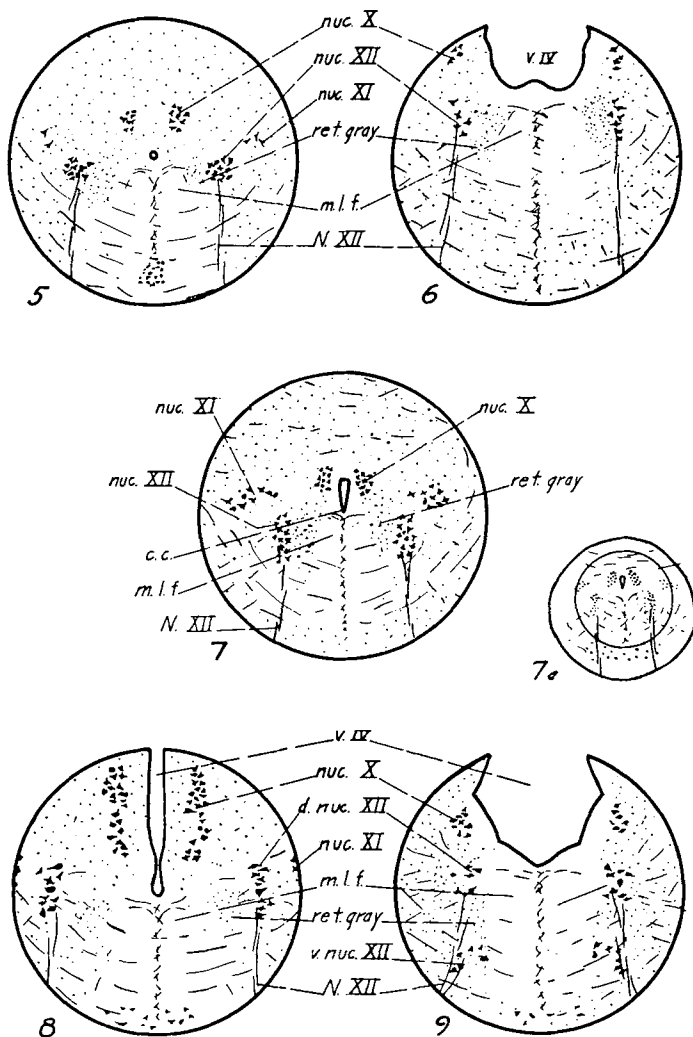 nuc. X
nuc. XII
nuc. XI
ret. gray
m.l.f.
N. XII
5
v. IV
6
nuc. XI
nuc. XII
c.c.
m.l.f.
N. XII
nuc. X
ret. gray
7
7a
v. IV
nuc. X
d. nuc. XII
nuc. XI
m.l.f.
ret. gray
v. nuc. XII
N. XII
8
9